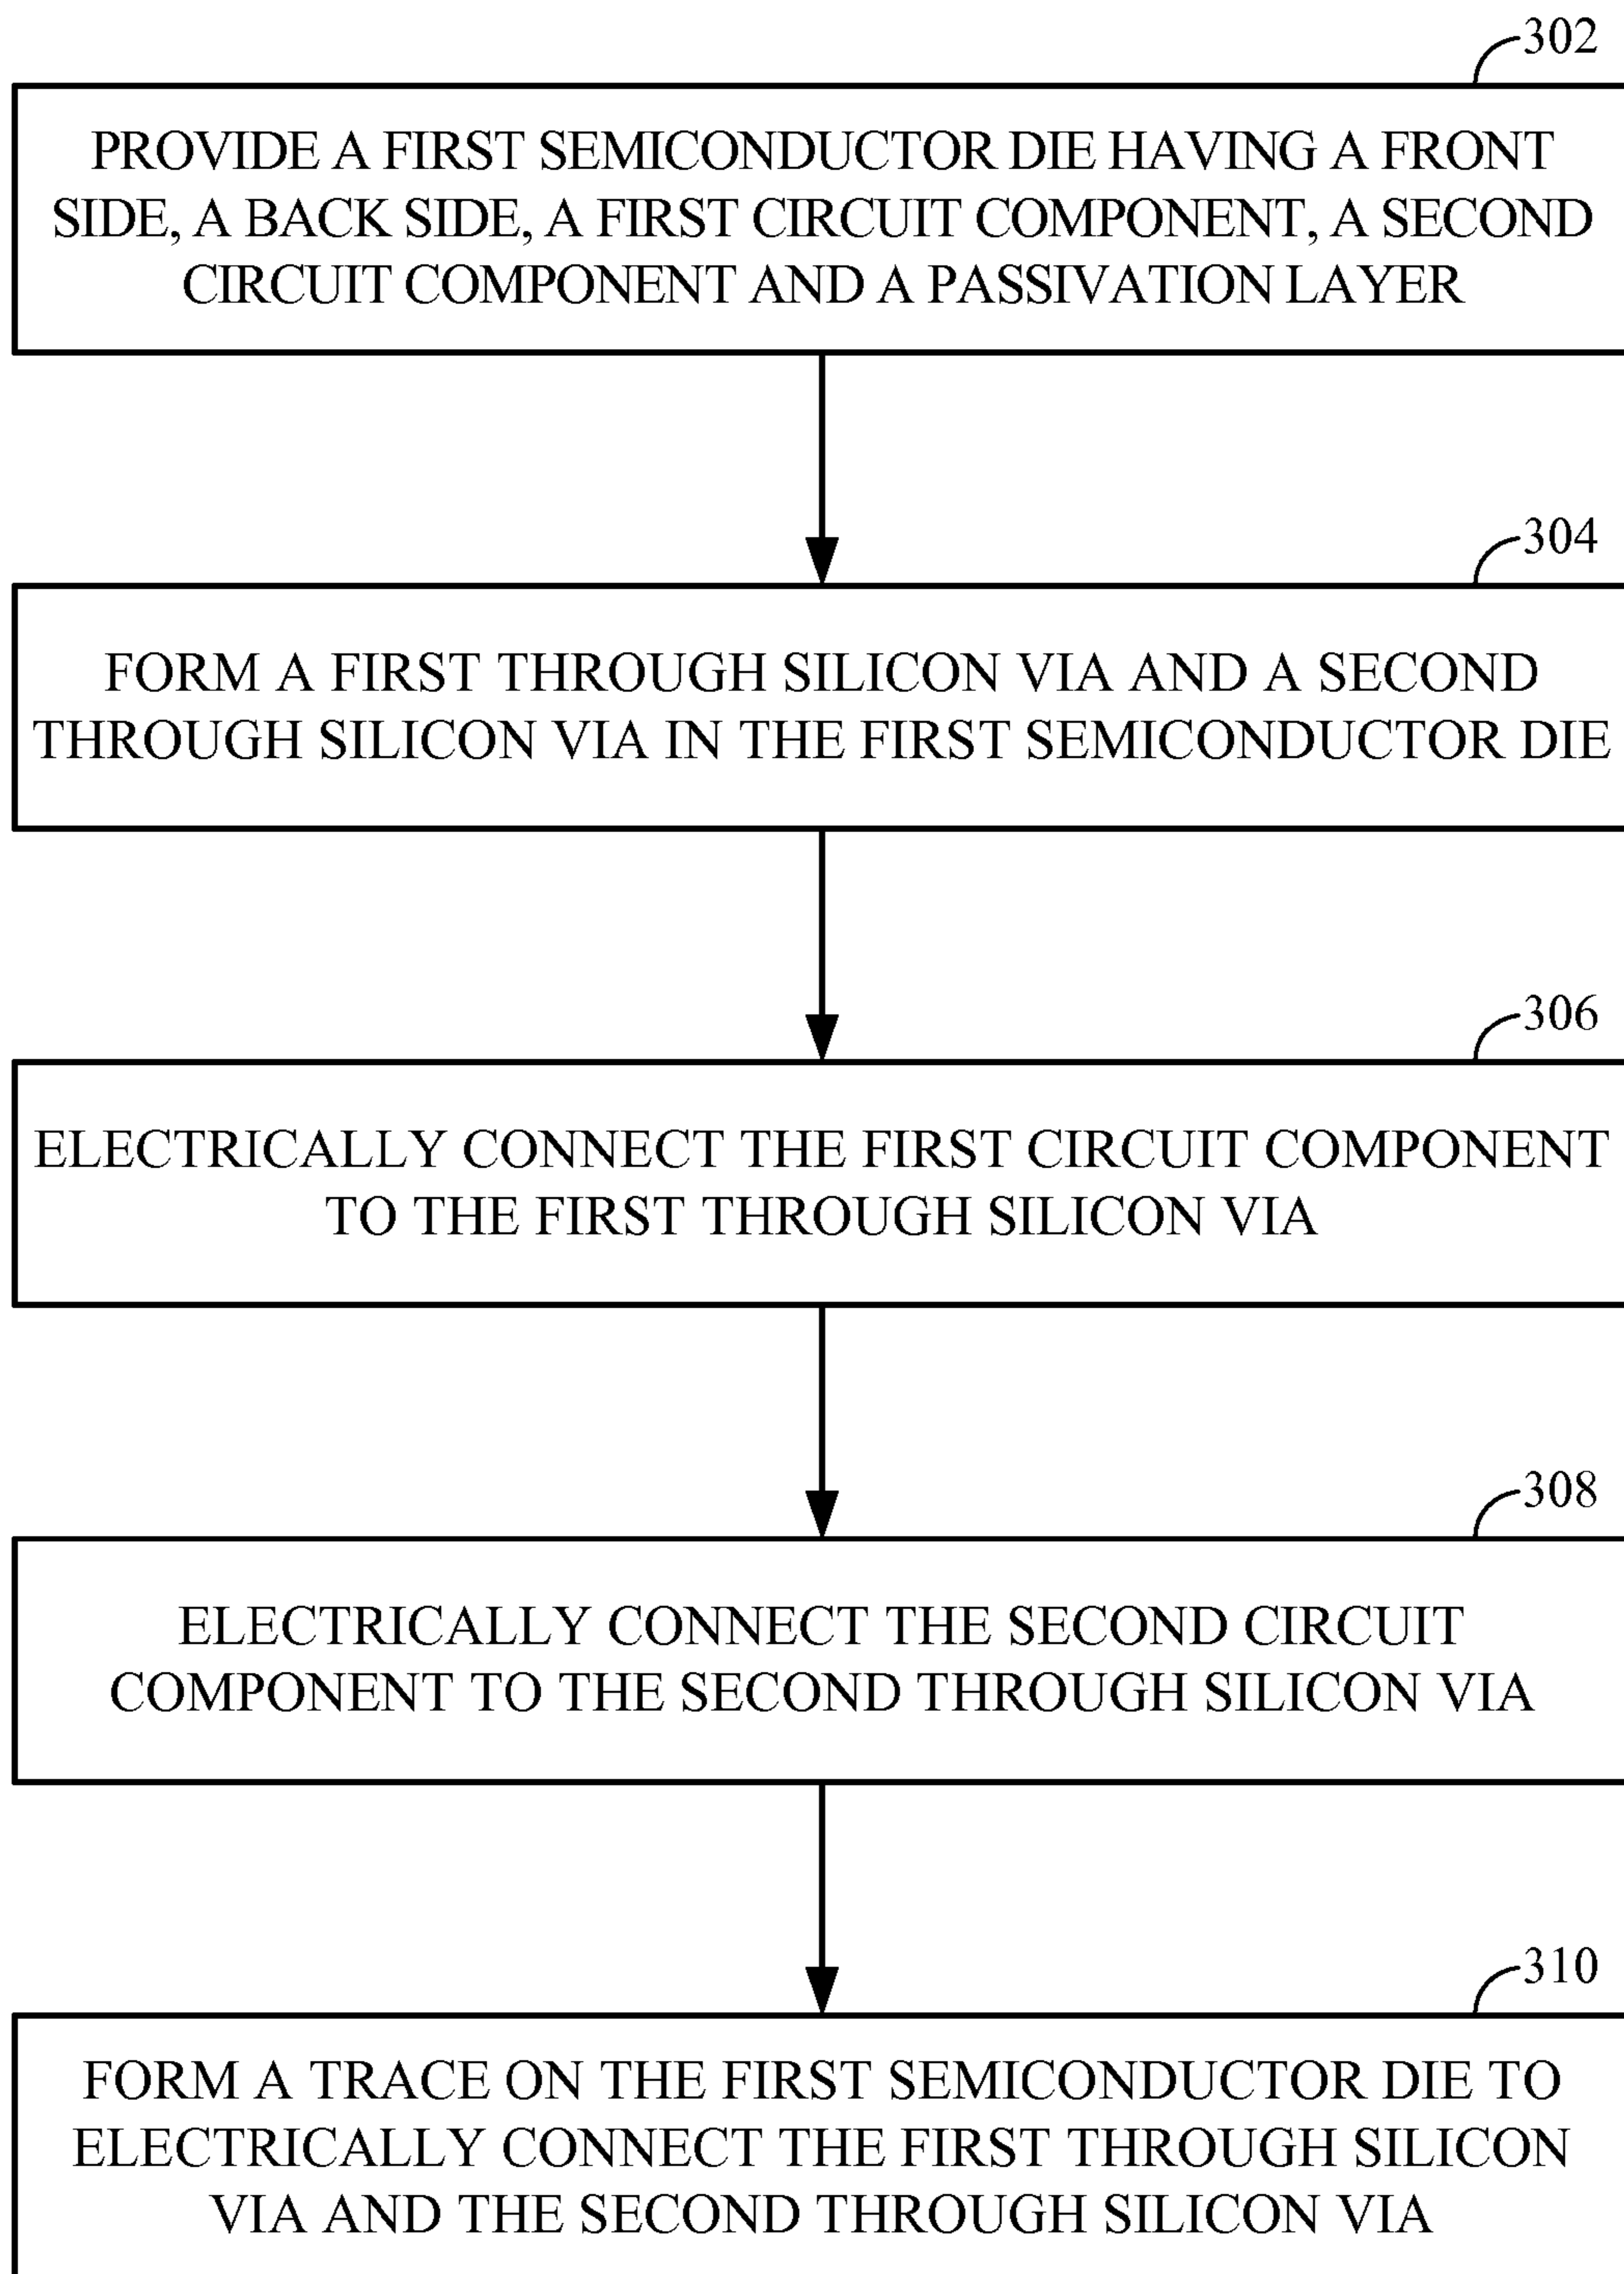 302
PROVIDE A FIRST SEMICONDUCTOR DIE HAVING A FRONT
SIDE, A BACK SIDE, A FIRST CIRCUIT COMPONENT, A SECOND
CIRCUIT COMPONENT AND A PASSIVATION LAYER
304
FORM A FIRST THROUGH SILICON VIA AND A SECOND
THROUGH SILICON VIA IN THE FIRST SEMICONDUCTOR DIE
306
ELECTRICALLY CONNECT THE FIRST CIRCUIT COMPONENT
TO THE FIRST THROUGH SILICON VIA
308
ELECTRICALLY CONNECT THE SECOND CIRCUIT
COMPONENT TO THE SECOND THROUGH SILICON VIA
310
FORM A TRACE ON THE FIRST SEMICONDUCTOR DIE TO
ELECTRICALLY CONNECT THE FIRST THROUGH SILICON
VIA AND THE SECOND THROUGH SILICON VIA